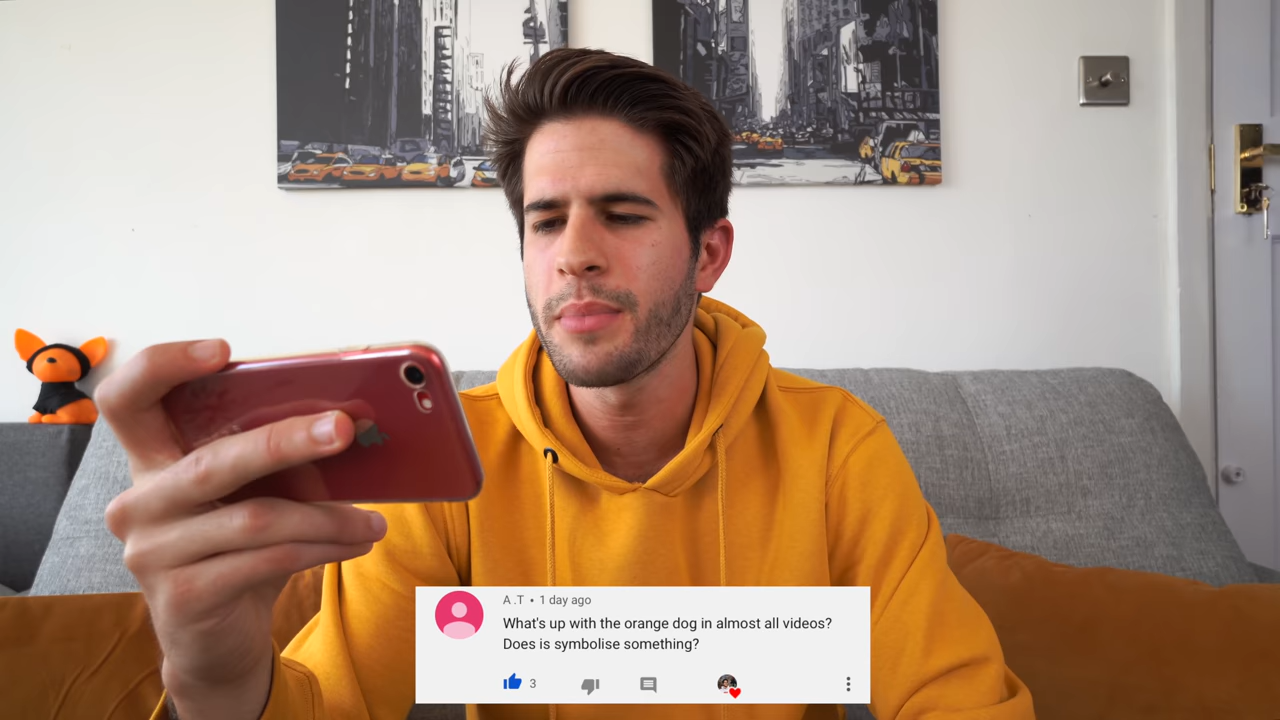 A .T • 1 day ago
What's up with the orange dog in almost all videos?
Does is symbolise something?
3